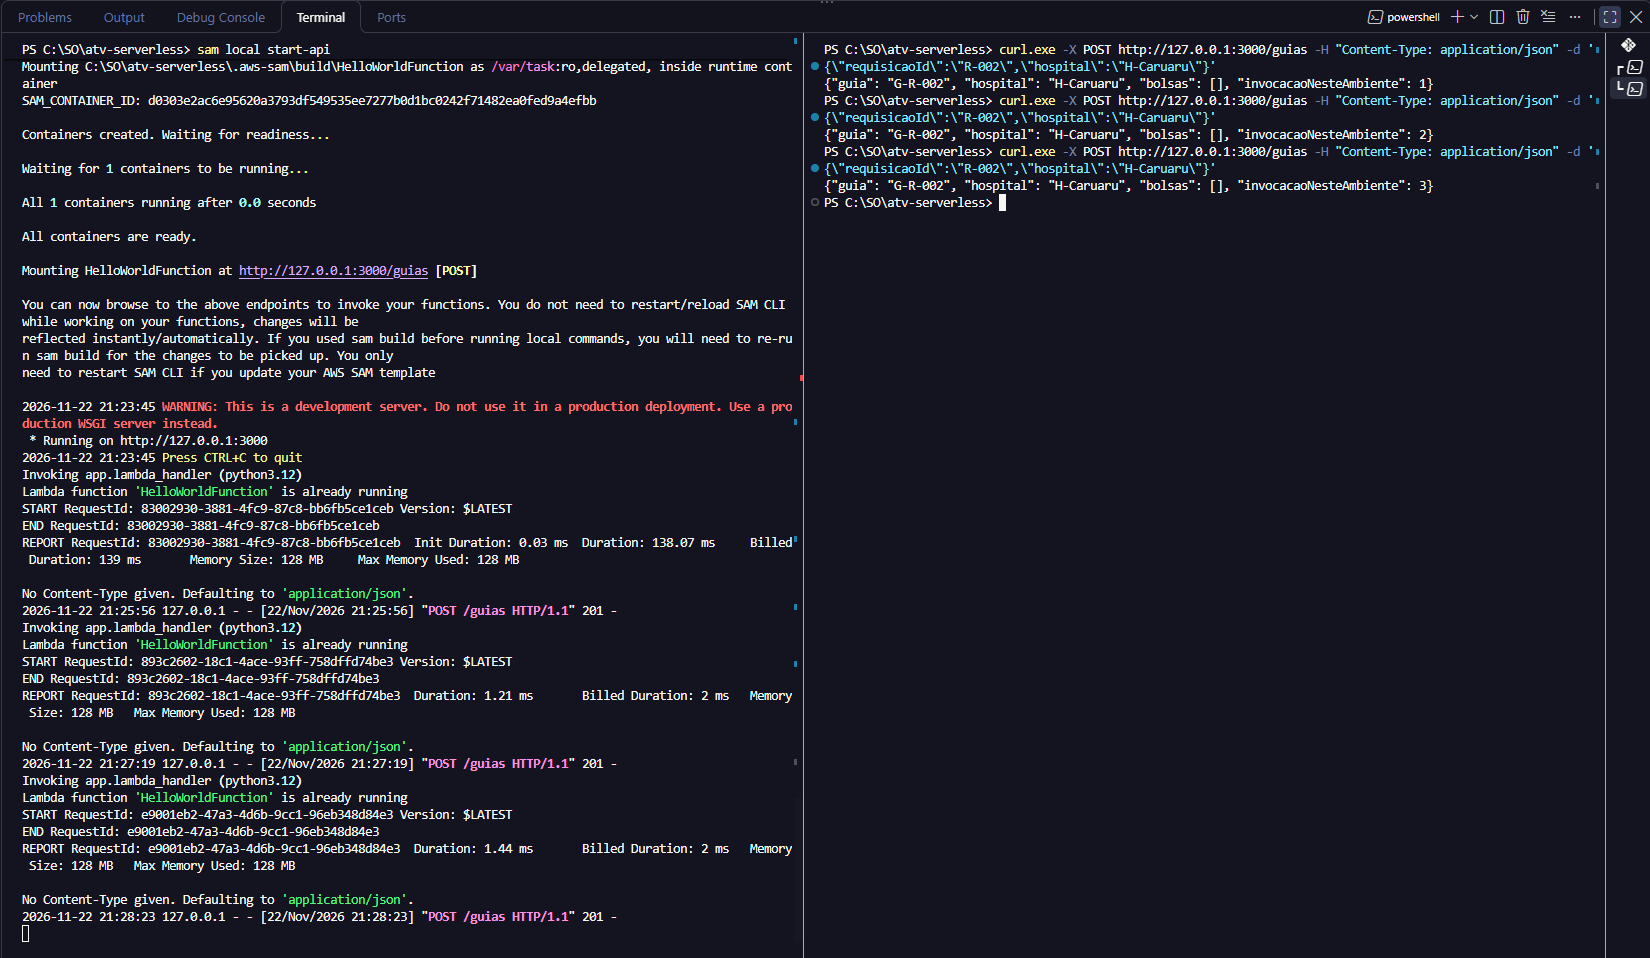 Problems Output Debug Console Terminal Ports powershell
PS C:\SO\atv-serverless> sam local start-api
Mounting C:\SO\atv-serverless\.aws-sam\build\HelloWorldFunction as /var/task:ro,delegated, inside runtime cont
ainer
SAM_CONTAINER_ID: d0303e2ac6e95620a3793df549535ee7277b0d1bc0242f71482ea0fed9a4efbb
Containers created. Waiting for readiness...
Waiting for 1 containers to be running...
All 1 containers running after 0.0 seconds
All containers are ready.
Mounting HelloWorldFunction at http://127.0.0.1:3000/guias [POST]
You can now browse to the above endpoints to invoke your functions. You do not need to restart/reload SAM CLI
while working on your functions, changes will be
reflected instantly/automatically. If you used sam build before running local commands, you will need to re-ru
n sam build for the changes to be picked up. You only
need to restart SAM CLI if you update your AWS SAM template
2026-11-22 21:23:45 WARNING: This is a development server. Do not use it in a production deployment. Use a pro
duction WSGI server instead.
 * Running on http://127.0.0.1:3000
2026-11-22 21:23:45 Press CTRL+C to quit
Invoking app.lambda_handler (python3.12)
Lambda function 'HelloWorldFunction' is already running
START RequestId: 83002930-3881-4fc9-87c8-bb6fb5ce1ceb Version: $LATEST
END RequestId: 83002930-3881-4fc9-87c8-bb6fb5ce1ceb
REPORT RequestId: 83002930-3881-4fc9-87c8-bb6fb5ce1ceb  Init Duration: 0.03 ms  Duration: 138.07 ms     Billed
 Duration: 139 ms       Memory Size: 128 MB     Max Memory Used: 128 MB
No Content-Type given. Defaulting to 'application/json'.
2026-11-22 21:25:56 127.0.0.1 - - [22/Nov/2026 21:25:56] "POST /guias HTTP/1.1" 201 -
Invoking app.lambda_handler (python3.12)
Lambda function 'HelloWorldFunction' is already running
START RequestId: 893c2602-18c1-4ace-93ff-758dffd74be3 Version: $LATEST
END RequestId: 893c2602-18c1-4ace-93ff-758dffd74be3
REPORT RequestId: 893c2602-18c1-4ace-93ff-758dffd74be3  Duration: 1.21 ms       Billed Duration: 2 ms   Memory
 Size: 128 MB   Max Memory Used: 128 MB
No Content-Type given. Defaulting to 'application/json'.
2026-11-22 21:27:19 127.0.0.1 - - [22/Nov/2026 21:27:19] "POST /guias HTTP/1.1" 201 -
Invoking app.lambda_handler (python3.12)
Lambda function 'HelloWorldFunction' is already running
START RequestId: e9001eb2-47a3-4d6b-9cc1-96eb348d84e3 Version: $LATEST
END RequestId: e9001eb2-47a3-4d6b-9cc1-96eb348d84e3
REPORT RequestId: e9001eb2-47a3-4d6b-9cc1-96eb348d84e3  Duration: 1.44 ms       Billed Duration: 2 ms   Memory
 Size: 128 MB   Max Memory Used: 128 MB
No Content-Type given. Defaulting to 'application/json'.
2026-11-22 21:28:23 127.0.0.1 - - [22/Nov/2026 21:28:23] "POST /guias HTTP/1.1" 201 -
PS C:\SO\atv-serverless> curl.exe -X POST http://127.0.0.1:3000/guias -H "Content-Type: application/json" -d '
{\"requisicaoId\":\"R-002\",\"hospital\":\"H-Caruaru\"}'
{"guia": "G-R-002", "hospital": "H-Caruaru", "bolsas": [], "invocacaoNesteAmbiente": 1}
PS C:\SO\atv-serverless> curl.exe -X POST http://127.0.0.1:3000/guias -H "Content-Type: application/json" -d '
{\"requisicaoId\":\"R-002\",\"hospital\":\"H-Caruaru\"}'
{"guia": "G-R-002", "hospital": "H-Caruaru", "bolsas": [], "invocacaoNesteAmbiente": 2}
PS C:\SO\atv-serverless> curl.exe -X POST http://127.0.0.1:3000/guias -H "Content-Type: application/json" -d '
{\"requisicaoId\":\"R-002\",\"hospital\":\"H-Caruaru\"}'
{"guia": "G-R-002", "hospital": "H-Caruaru", "bolsas": [], "invocacaoNesteAmbiente": 3}
PS C:\SO\atv-serverless>